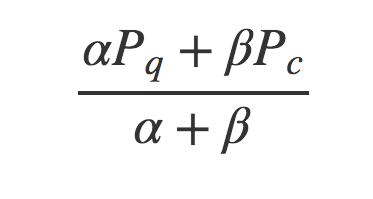 αP_q + βP_c
α + β